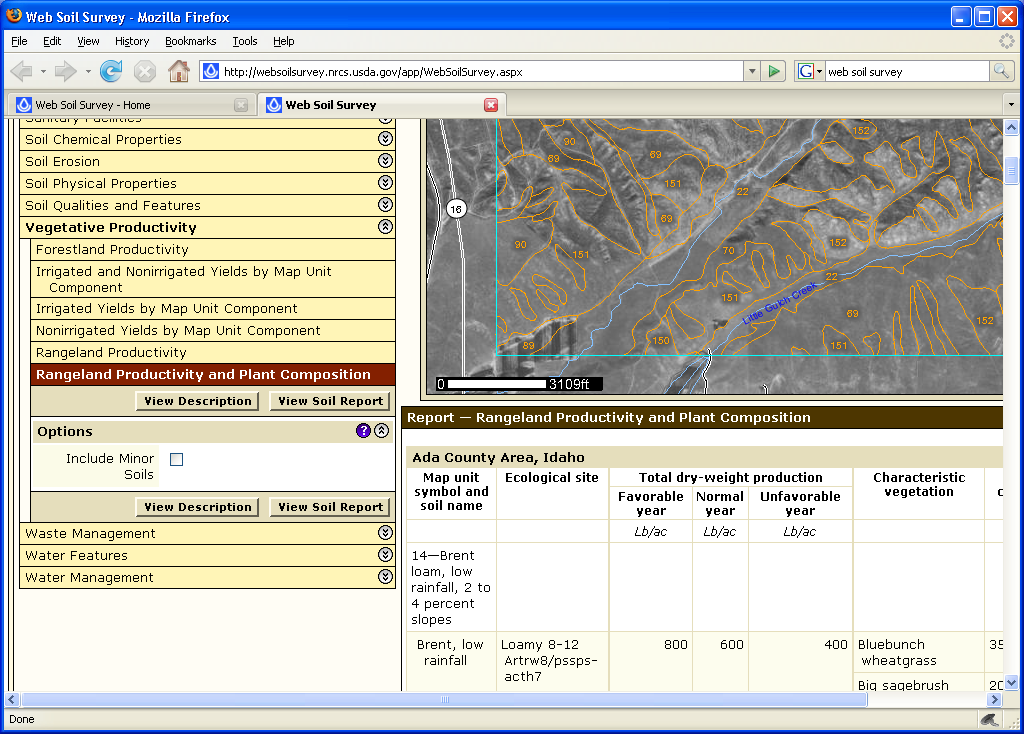 Web Soil Survey - Mozilla Firefox
File Edit View History Bookmarks Tools Help
http://websoilsurvey.nrcs.usda.gov/app/WebSoilSurvey.aspx
G
web soil survey
Web Soil Survey - Home
Web Soil Survey
Sanitary Facilities
Soil Chemical Properties
Soil Erosion
Soil Physical Properties
Soil Qualities and Features
Vegetative Productivity
Forestland Productivity
Irrigated and Nonirrigated Yields by Map Unit
Component
Irrigated Yields by Map Unit Component
Nonirrigated Yields by Map Unit Component
Rangeland Productivity
Rangeland Productivity and Plant Composition
View Description View Soil Report
Options
?
Include Minor
Soils
View Description View Soil Report
Waste Management
Water Features
Water Management
152
90
69
69
151
22
16
69
90
151
70
152
22
151
Litse Gulch Creek
69
152
89
150
151
0 3109ft
Report — Rangeland Productivity and Plant Composition
Ada County Area, Idaho
Map unit
symbol and
soil name
Ecological site
Total dry-weight production
Favorable
year
Normal
year
Unfavorable
year
Characteristic
vegetation
c
Lb/ac Lb/ac Lb/ac
14—Brent
loam, low
rainfall, 2 to
4 percent
slopes
Brent, low
rainfall
Loamy 8-12
Artrw8/pssps-
acth7
800 600 400
Bluebunch
wheatgrass
35
Big sagebrush
20
Done